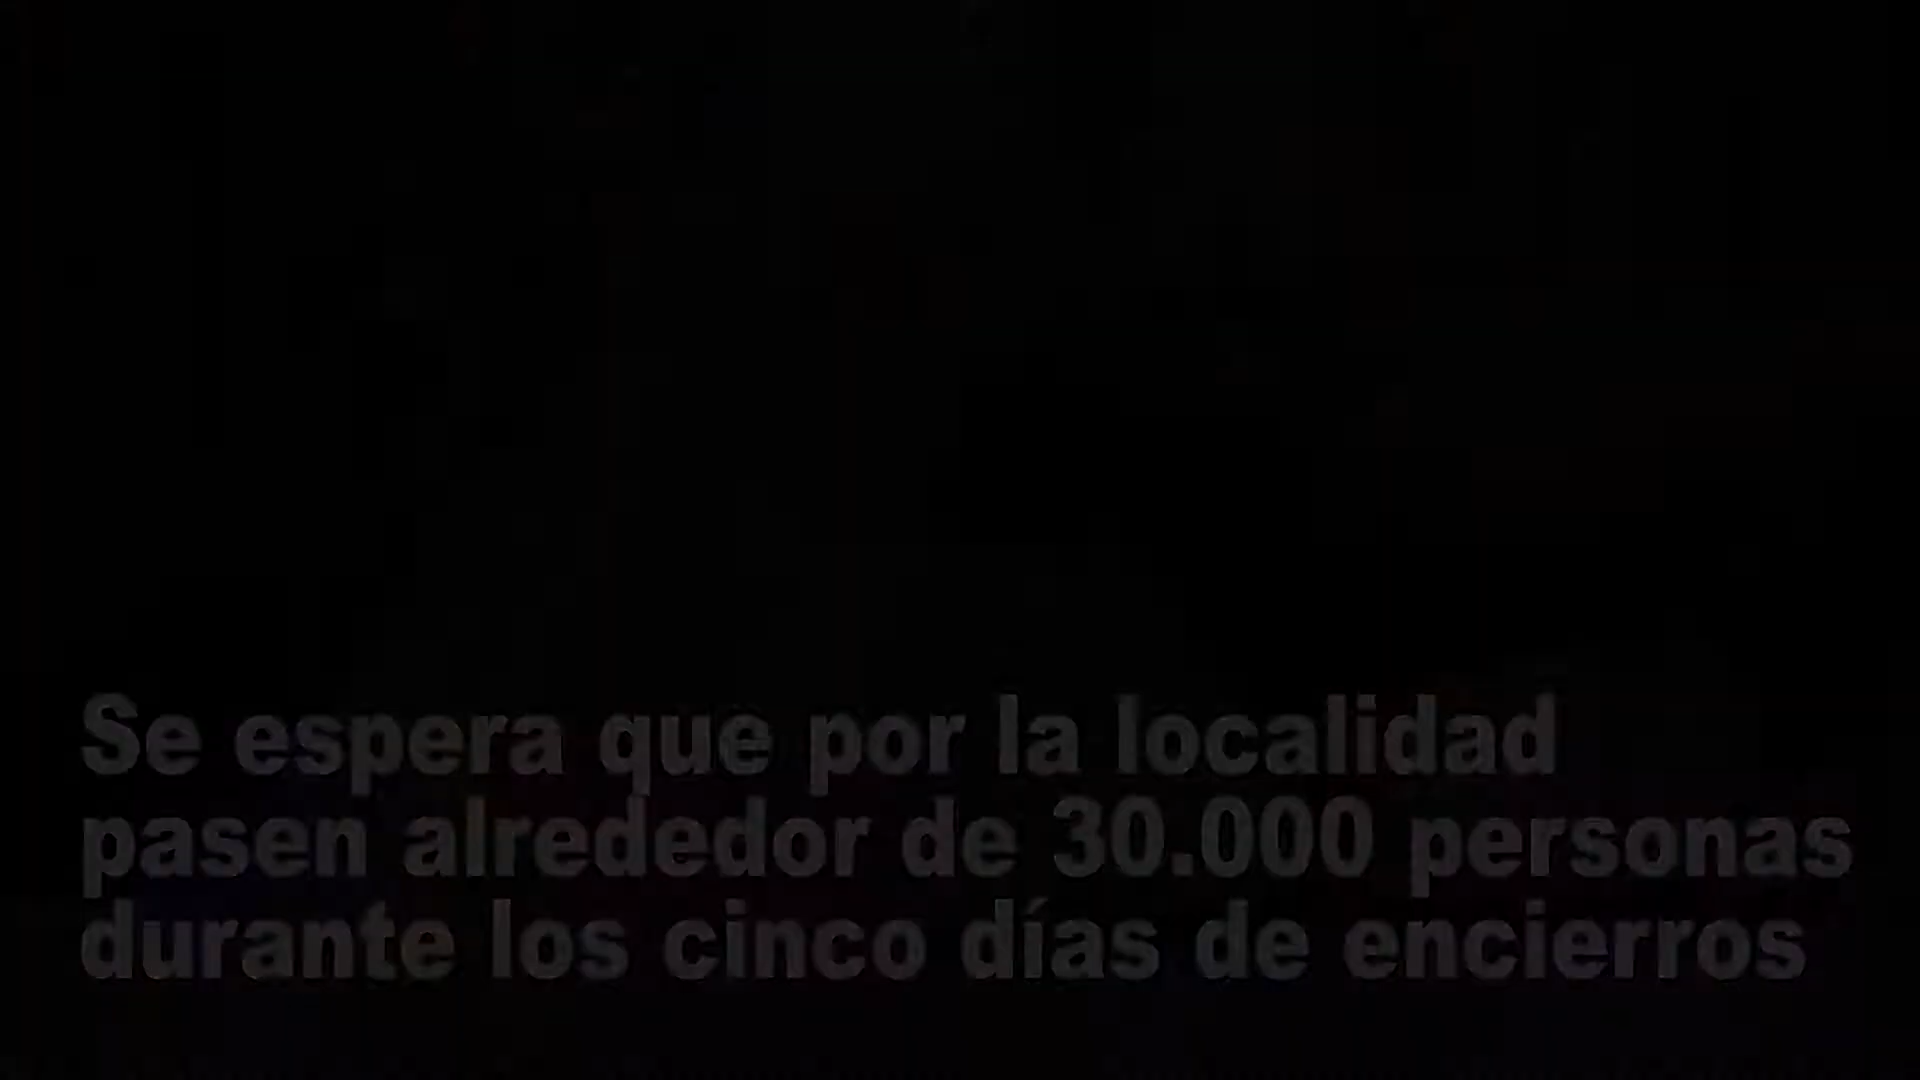 Se espera que por la localidad
pasen alrededor de 30.000 personas
durante los cinco días de encierros